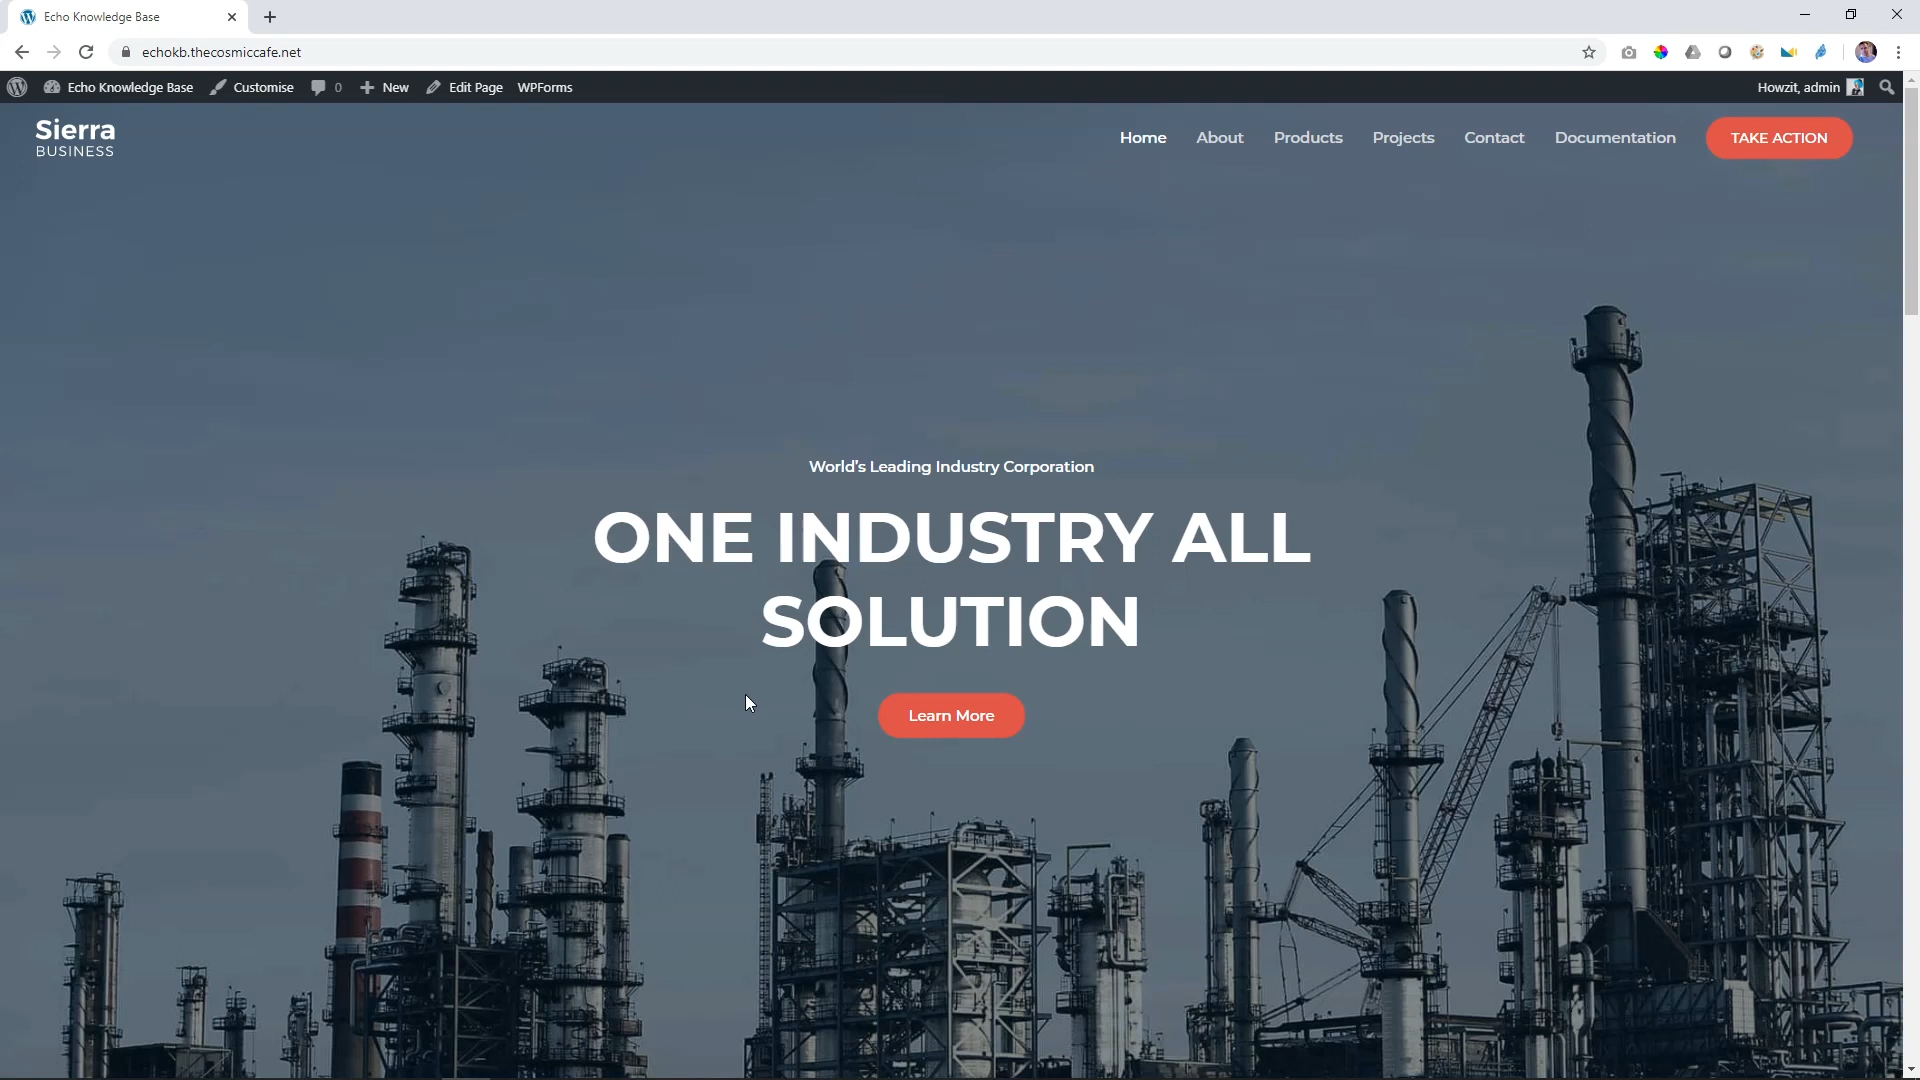 Echo Knowledge Base
echokb.thecosmiccafe.net
Echo Knowledge Base Customise 0 New Edit Page WPForms Howzit, admin
Sierra
BUSINESS
Home About Products Projects Contact Documentation TAKE ACTION
World's Leading Industry Corporation
ONE INDUSTRY ALL
SOLUTION
Learn More